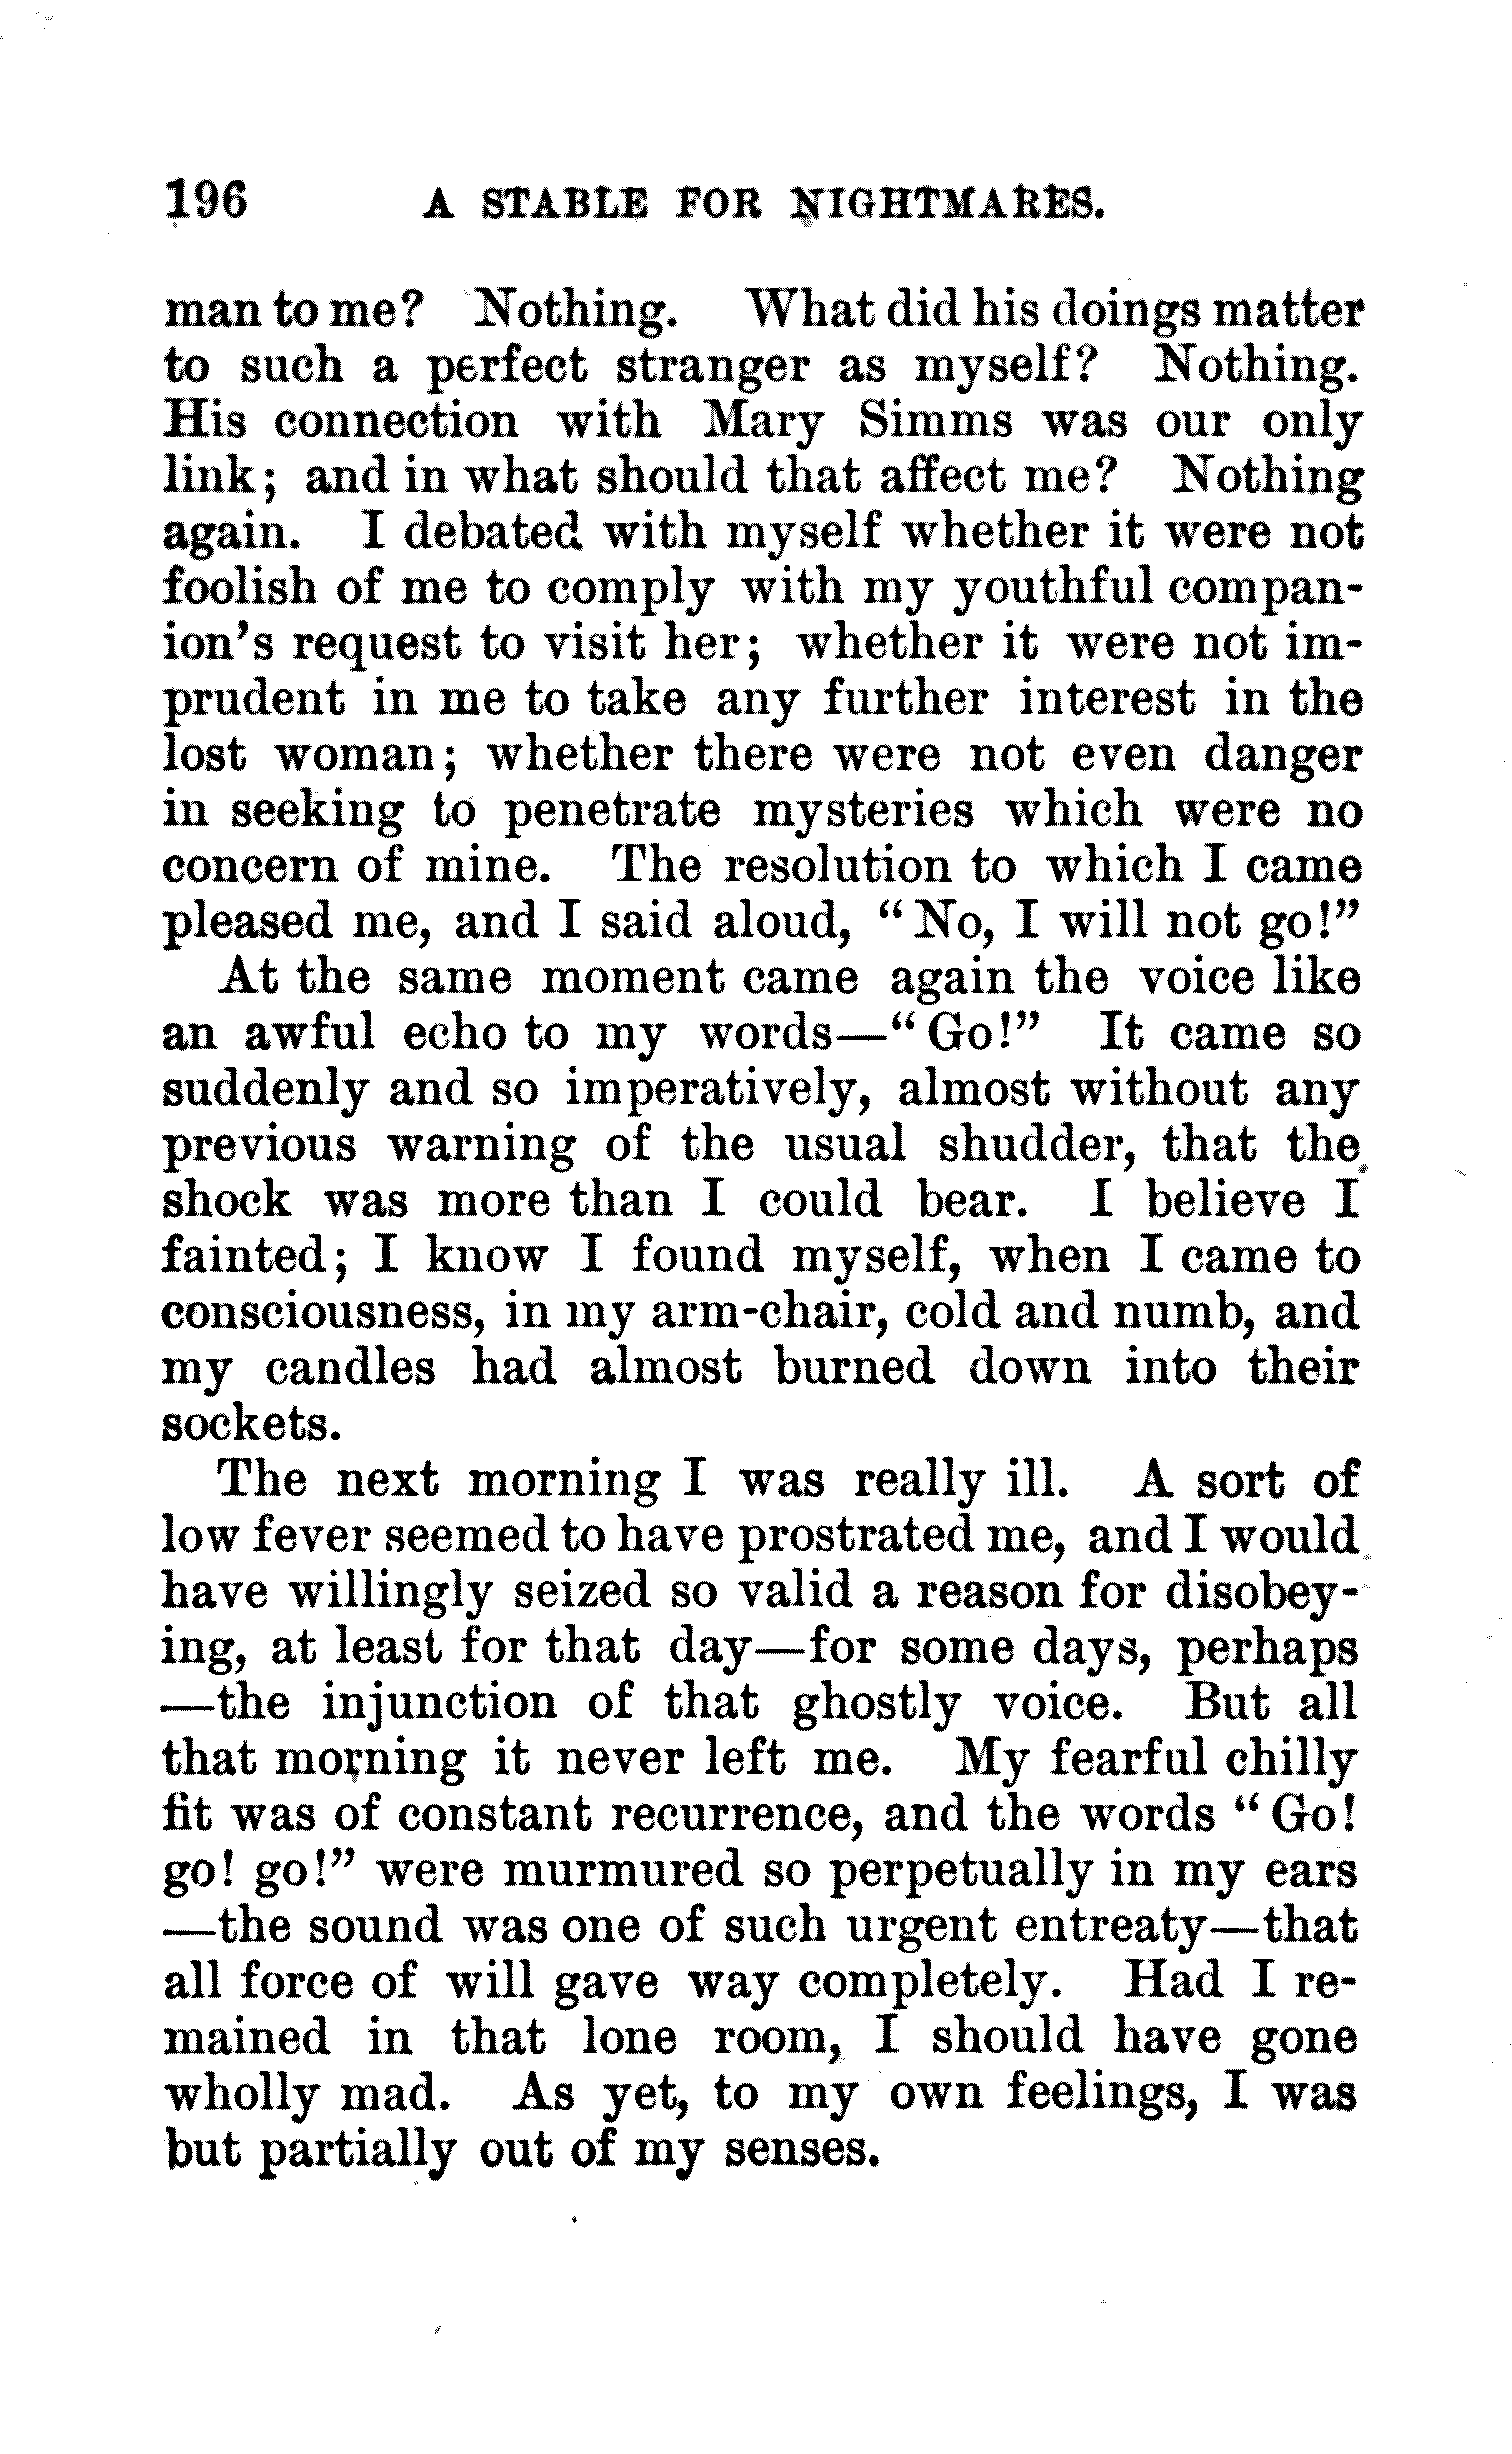 196 A STABLE FOR NIGHTMARES.
man to me? Nothing. What did his doings matter
to such a perfect stranger as myself? Nothing.
His connection with Mary Simms was our only
link; and in what should that affect me? Nothing
again. I debated with myself whether it were not
foolish of me to comply with my youthful compan-
ion's request to visit her; whether it were not im-
prudent in me to take any further interest in the
lost woman; whether there were not even danger
in seeking to penetrate mysteries which were no
concern of mine. The resolution to which I came
pleased me, and I said aloud, “No, I will not go!”
At the same moment came again the voice like
an awful echo to my words—“Go!” It came so
suddenly and so imperatively, almost without any
previous warning of the usual shudder, that the
shock was more than I could bear. I believe I
fainted; I know I found myself, when I came to
consciousness, in my arm-chair, cold and numb, and
my candles had almost burned down into their
sockets.
The next morning I was really ill. A sort of
low fever seemed to have prostrated me, and I would
have willingly seized so valid a reason for disobey-
ing, at least for that day—for some days, perhaps
—the injunction of that ghostly voice. But all
that morning it never left me. My fearful chilly
fit was of constant recurrence, and the words “Go!
go! go!” were murmured so perpetually in my ears
—the sound was one of such urgent entreaty—that
all force of will gave way completely. Had I re-
mained in that lone room, I should have gone
wholly mad. As yet, to my own feelings, I was
but partially out of my senses.